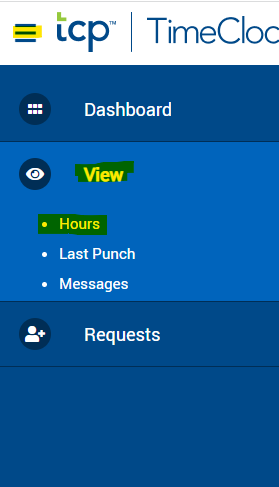 tcp™ TimeCloc
Dashboard
View
• Hours
• Last Punch
• Messages
Requests